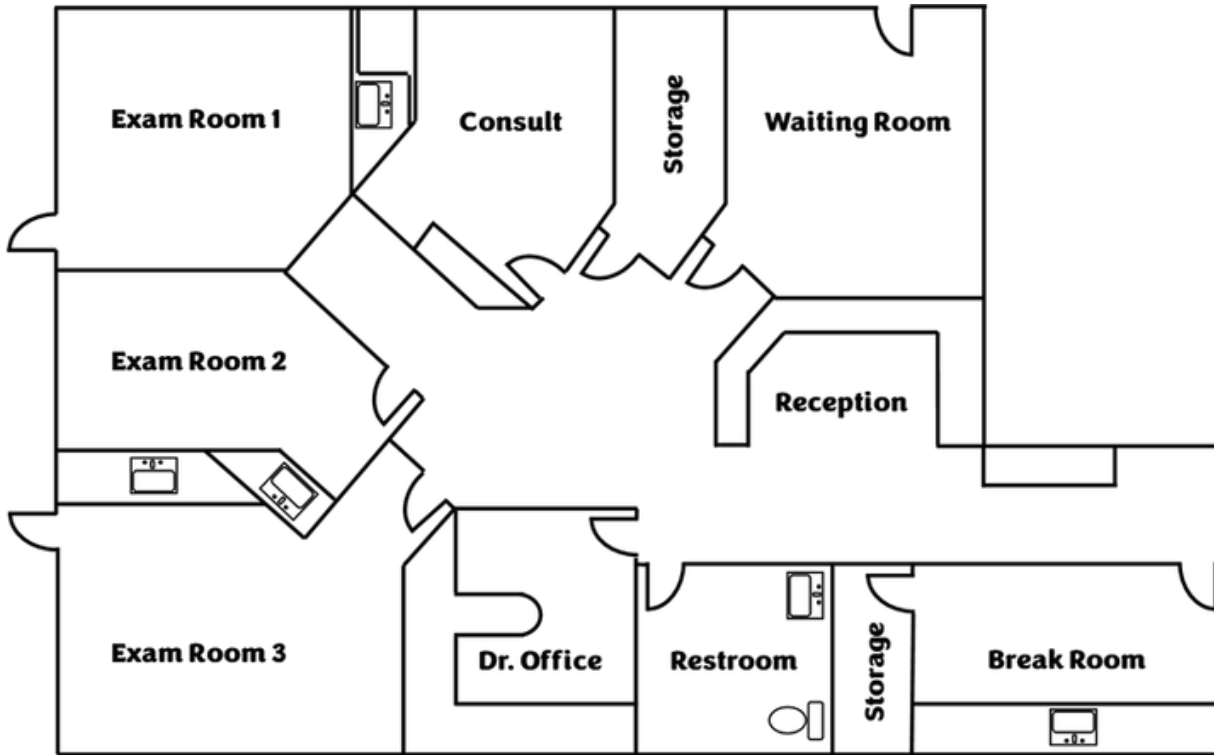 Exam Room 1
Consult
Storage
Waiting Room
Exam Room 2
Reception
Exam Room 3
Dr. Office
Restroom
Storage
Break Room